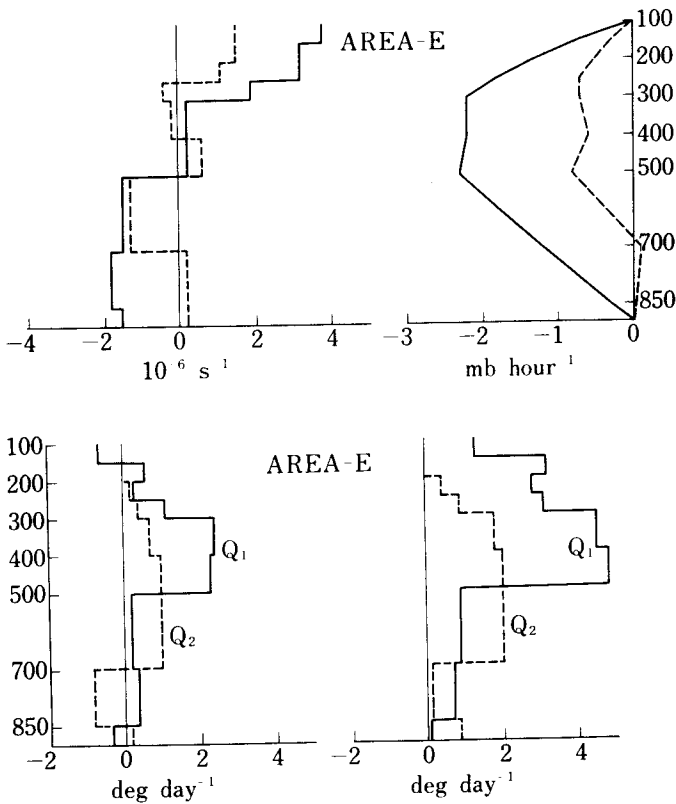 AREA-E
100
200
300
400
500
700
850
−4 −2 0 2 4
10⁻⁶ s⁻¹
−3 −2 −1 0
mb hour⁻¹
AREA-E
100
200
300
400
500
700
850
Q₁
Q₂
Q₁
Q₂
−2 0 2 4
deg day⁻¹
−2 0 2 4
deg day⁻¹